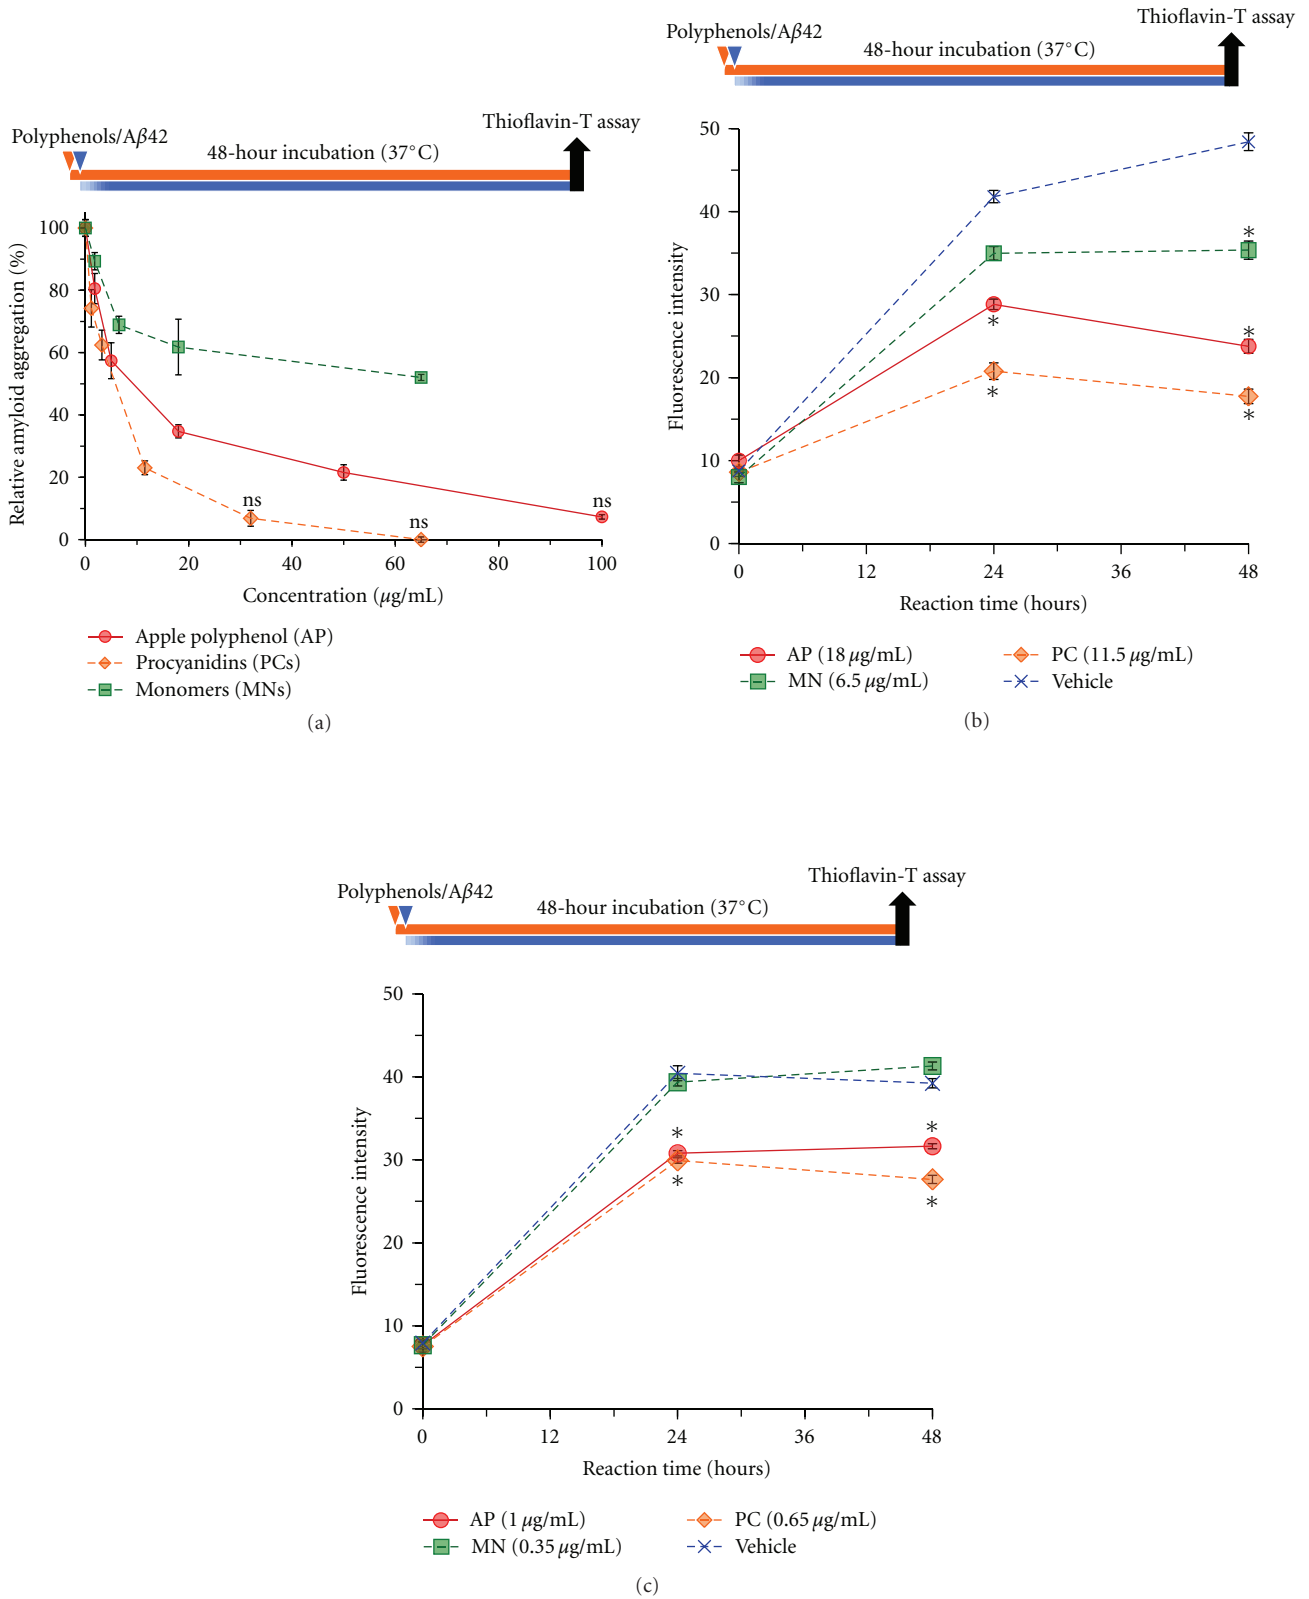 Polyphenols/Aβ42
48-hour incubation (37°C)
Thioflavin-T assay
Relative amyloid aggregation (%)
100
80
60
40
20
0
ns
ns
ns
0
20
40
60
80
100
Concentration (μg/mL)
Apple polyphenol (AP)
Procyanidins (PCs)
Monomers (MNs)
(a)
Polyphenols/Aβ42
48-hour incubation (37°C)
Thioflavin-T assay
Fluorescence intensity
50
40
30
20
10
0
*
*
*
*
*
0
12
24
36
48
Reaction time (hours)
AP (18 μg/mL)
PC (11.5 μg/mL)
MN (6.5 μg/mL)
Vehicle
(b)
Polyphenols/Aβ42
48-hour incubation (37°C)
Thioflavin-T assay
Fluorescence intensity
50
40
30
20
10
0
*
*
*
*
0
12
24
36
48
Reaction time (hours)
AP (1 μg/mL)
PC (0.65 μg/mL)
MN (0.35 μg/mL)
Vehicle
(c)